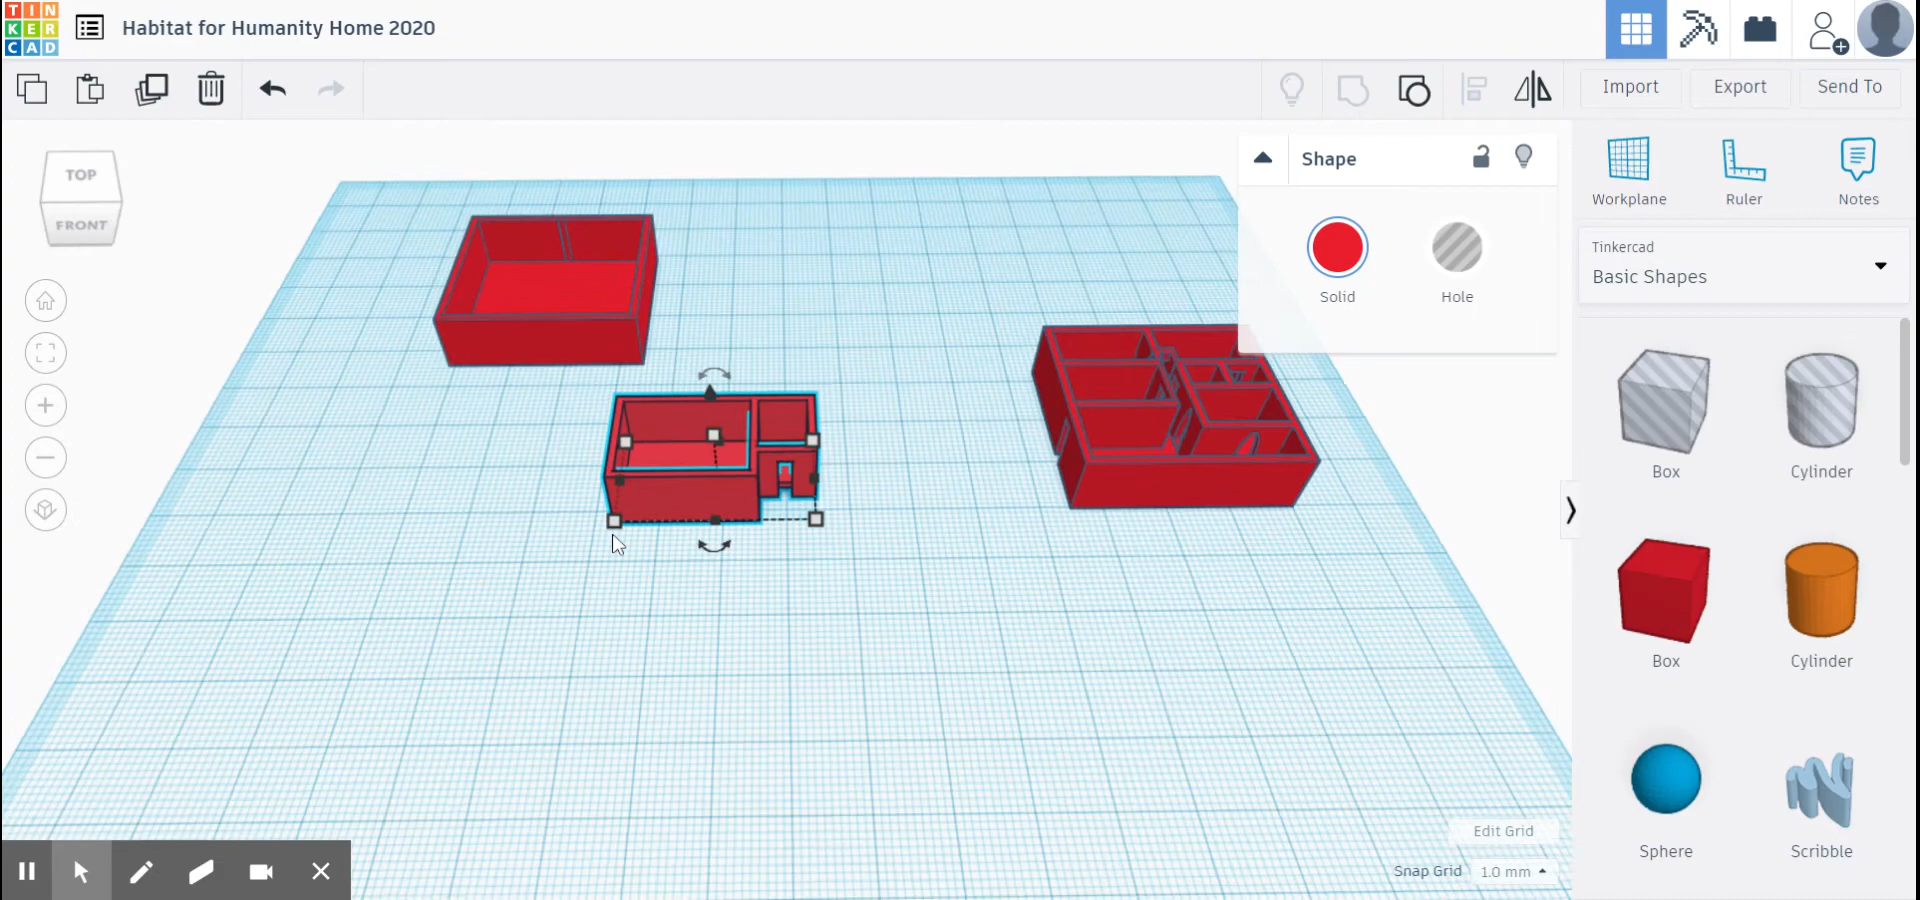 TIN
KER
CAD
Habitat for Humanity Home 2020
Import
Export
Send To
TOP
FRONT
Shape
Solid
Hole
Workplane
Ruler
Notes
Tinkercad
Basic Shapes
Box
Cylinder
Box
Cylinder
Sphere
Scribble
Edit Grid
Snap Grid
1.0 mm